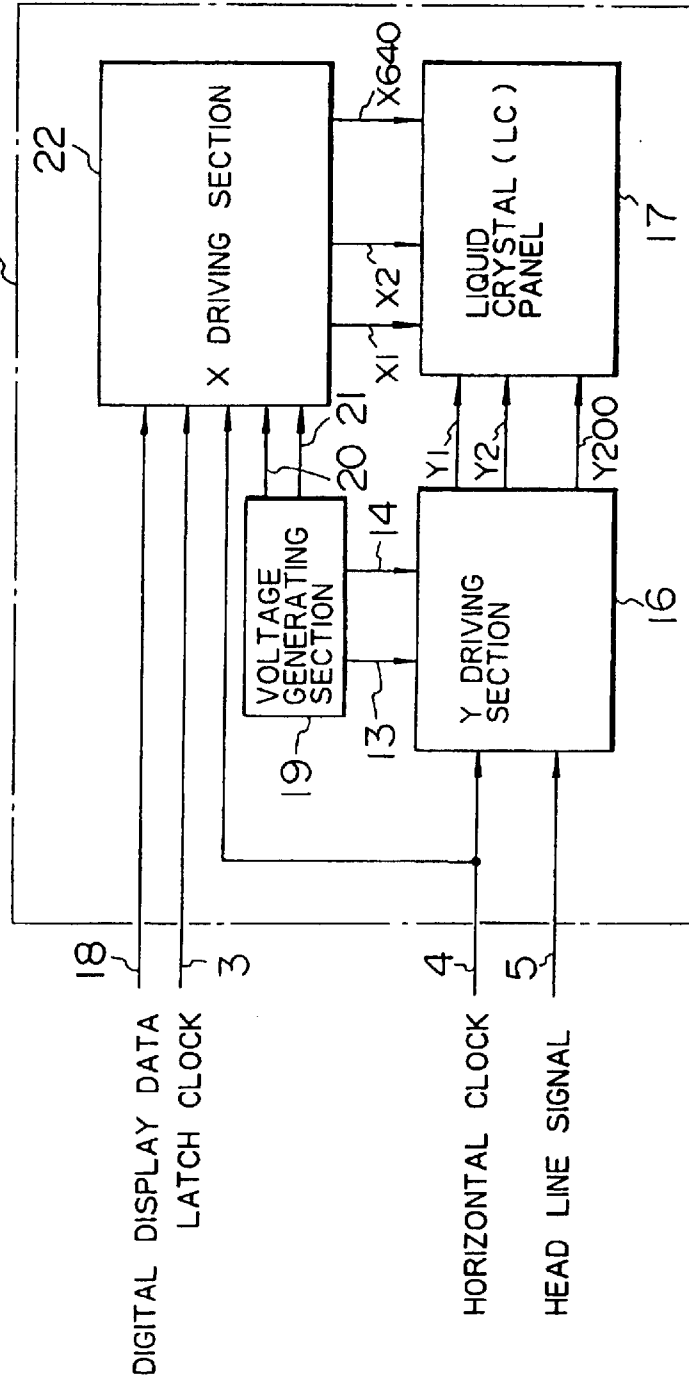 DIGITAL DISPLAY DATA
18
LATCH CLOCK
3
HORIZONTAL CLOCK
4
HEAD LINE SIGNAL
5
22
X DRIVING SECTION
20
21
VOLTAGE
GENERATING
SECTION
19
13
14
Y DRIVING
SECTION
16
X1
X2
X640
Y1
Y2
Y200
LIQUID
CRYSTAL (LC)
PANEL
17